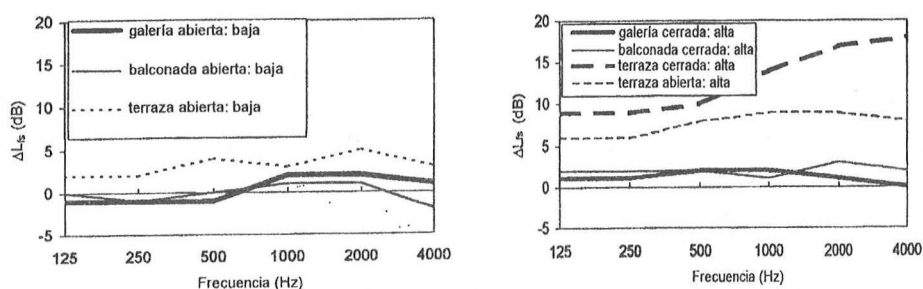 20
15
10
5
0
-5
ΔLfs (dB)
galería abierta: baja
balconada abierta: baja
terraza abierta: baja
125 250 500 1000 2000 4000
Frecuencia (Hz)
20
15
10
5
0
-5
ΔLfs (dB)
galería cerrada: alta
balconada cerrada: alta
terraza cerrada: alta
terraza abierta: alta
125 250 500 1000 2000 4000
Frecuencia (Hz)